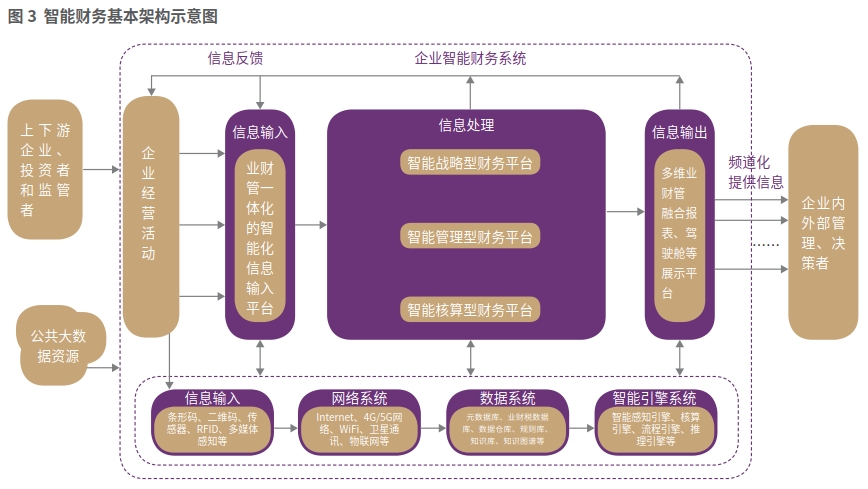 图 3 智能财务基本架构示意图
信息反馈
企业智能财务系统
上下游
企业、
投资者
和监管
者
企
业
经
营
活
动
信息输入
业财
管一
体化
的智
能化
信息
输入
平台
信息处理
智能战略型财务平台
智能管理型财务平台
智能核算型财务平台
信息输出
多维业
财管
融合报
表、驾
驶舱等
展示平
台
频道化
提供信息
……
企业内
外部管
理、决
策者
公共大数
据资源
信息输入
条形码、二维码、传
感器、RFID、多媒体
感知等
网络系统
Internet、4G/5G网
络、WiFi、卫星通
讯、物联网等
数据系统
元数据库、业财税数据
库、数据仓库、规则库、
知识库、知识图谱等
智能引擎系统
智能感知引擎、核算
引擎、流程引擎、推
理引擎等